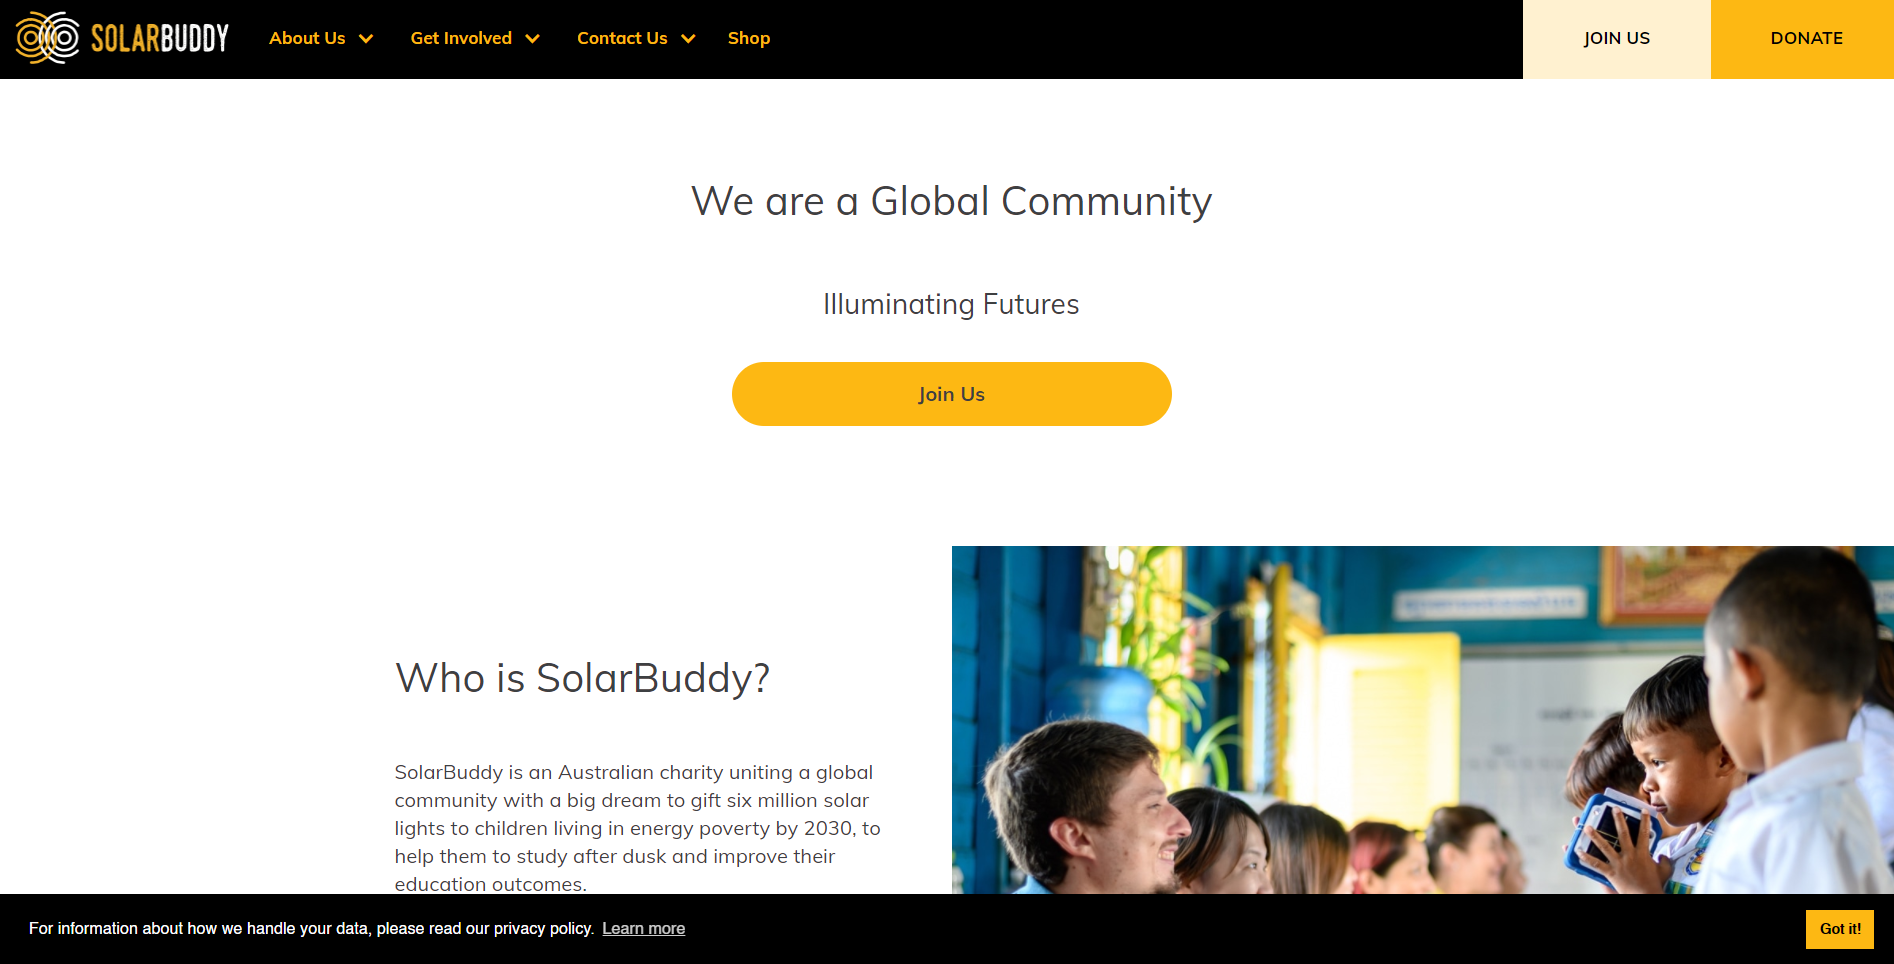 SOLARBUDDY
About Us
Get Involved
Contact Us
Shop
JOIN US
DONATE
We are a Global Community
Illuminating Futures
Join Us
Who is SolarBuddy?
SolarBuddy is an Australian charity uniting a global
community with a big dream to gift six million solar
lights to children living in energy poverty by 2030, to
help them to study after dusk and improve their
education outcomes.
For information about how we handle your data, please read our privacy policy. Learn more
Got it!